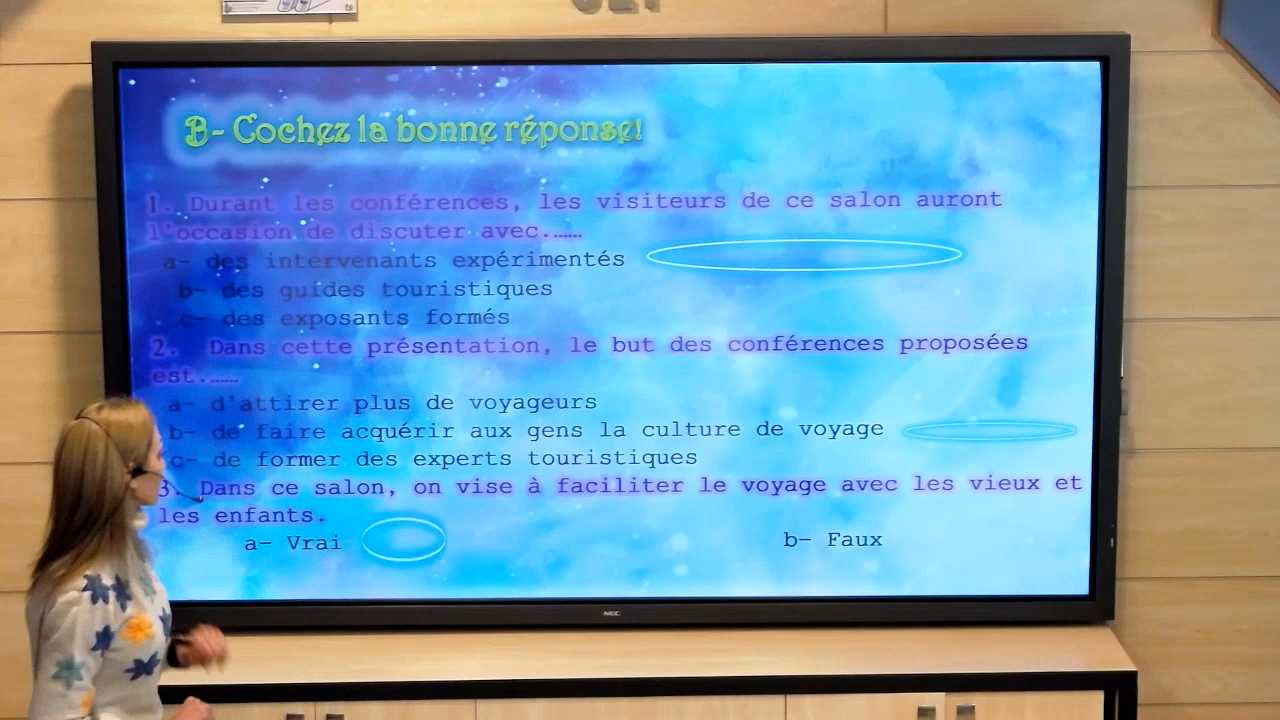 B- Cochez la bonne réponse!
1. Durant les conférences, les visiteurs de ce salon auront
l'occasion de discuter avec.……
a- des intervenants expérimentés
b- des guides touristiques
c- des exposants formés
2. Dans cette présentation, le but des conférences proposées
est.……
a- d'attirer plus de voyageurs
b- de faire acquérir aux gens la culture de voyage
c- de former des experts touristiques
3. Dans ce salon, on vise à faciliter le voyage avec les vieux et
les enfants.
a- Vrai b- Faux
NEC